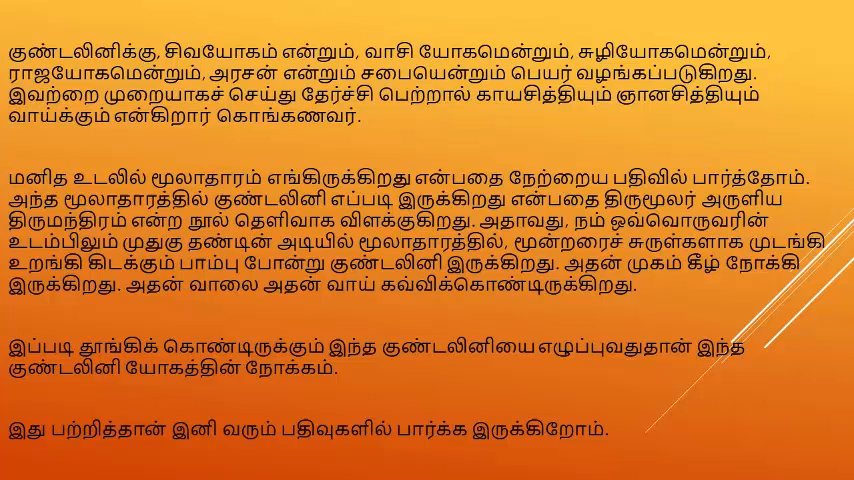 குண்டலினிக்கு, சிவயோகம் என்றும், வாசி யோகமென்றும், சுழியோகமென்றும்,
ராஜயோகமென்றும், அரசன் என்றும் சபையென்றும் பெயர் வழங்கப்படுகிறது.
இவற்றை முறையாகச் செய்து தேர்ச்சி பெற்றால் காயசித்தியும் ஞானசித்தியும்
வாய்க்கும் என்கிறார் கொங்கணவர்.
மனித உடலில் மூலாதாரம் எங்கிருக்கிறது என்பதை நேற்றைய பதிவில் பார்த்தோம்.
அந்த மூலாதாரத்தில் குண்டலினி எப்படி இருக்கிறது என்பதை திருமூலர் அருளிய
திருமந்திரம் என்ற நூல் தெளிவாக விளக்குகிறது. அதாவது, நம் ஒவ்வொருவரின்
உடம்பிலும் முதுகு தண்டின் அடியில் மூலாதாரத்தில், மூன்றரைச் சுருள்களாக முடங்கி
உறங்கி கிடக்கும் பாம்பு போன்று குண்டலினி இருக்கிறது. அதன் முகம் கீழ் நோக்கி
இருக்கிறது. அதன் வாலை அதன் வாய் கவ்விக்கொண்டிருக்கிறது.
இப்படி தூங்கிக் கொண்டிருக்கும் இந்த குண்டலினியை எழுப்புவதுதான் இந்த
குண்டலினி யோகத்தின் நோக்கம்.
இது பற்றித்தான் இனி வரும் பதிவுகளில் பார்க்க இருக்கிறோம்.